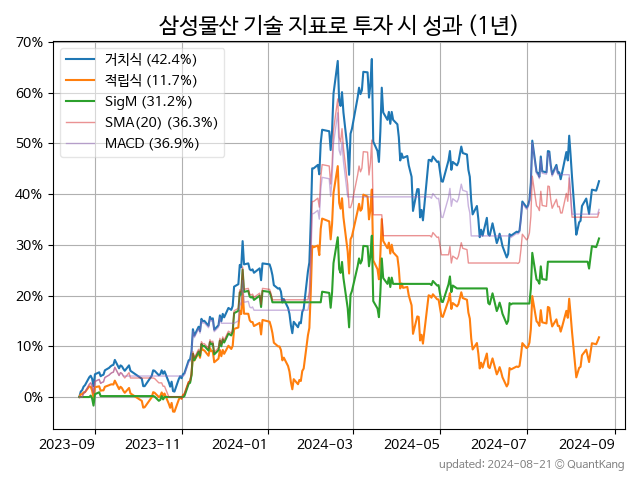 삼성물산 기술 지표로 투자 시 성과 (1년)
70%
60%
50%
40%
30%
20%
10%
0%
거치식 (42.4%)
적립식 (11.7%)
SigM (31.2%)
SMA(20) (36.3%)
MACD (36.9%)
2023-09 2023-11 2024-01 2024-03 2024-05 2024-07 2024-09
updated: 2024-08-21 © QuantKang